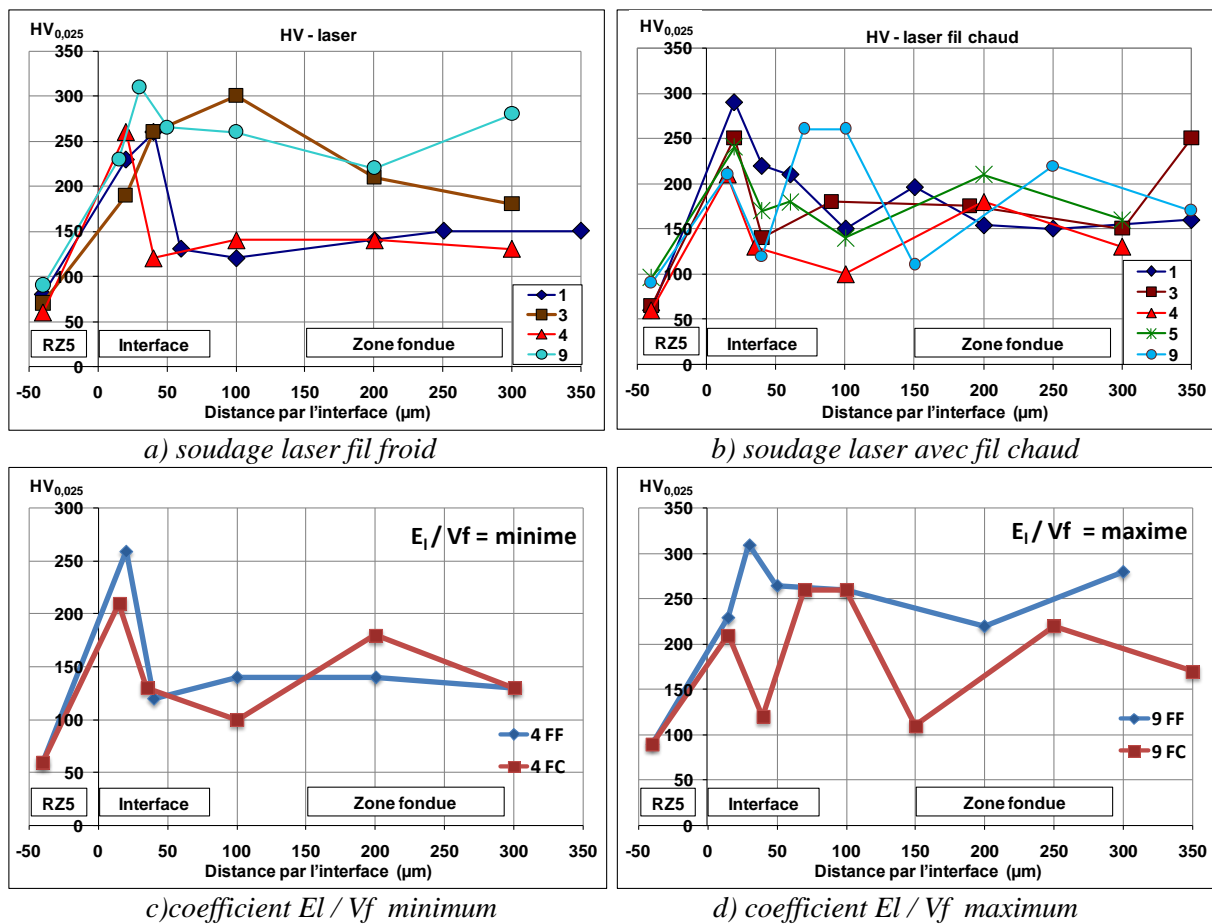 HV0,025
HV - laser
350
300
250
200
150
100
50
0
1
3
4
9
RZ5
Interface
Zone fondue
-50 0 50 100 150 200 250 300 350
Distance par l’interface (µm)
a) soudage laser fil froid
HV0,025
HV - laser fil chaud
350
300
250
200
150
100
50
0
1
3
4
5
9
RZ5
Interface
Zone fondue
-50 0 50 100 150 200 250 300 350
Distance par l’interface (µm)
b) soudage laser avec fil chaud
HV0,025
El / Vf = minime
300
250
200
150
100
50
0
4 FF
4 FC
RZ5
Interface
Zone fondue
-50 0 50 100 150 200 250 300 350
Distance par l’interface (µm)
c)coefficient El / Vf minimum
HV0,025
El / Vf = maxime
350
300
250
200
150
100
50
0
9 FF
9 FC
RZ5
Interface
Zone fondue
-50 0 50 100 150 200 250 300 350
Distance par l’interface (µm)
d) coefficient El / Vf maximum